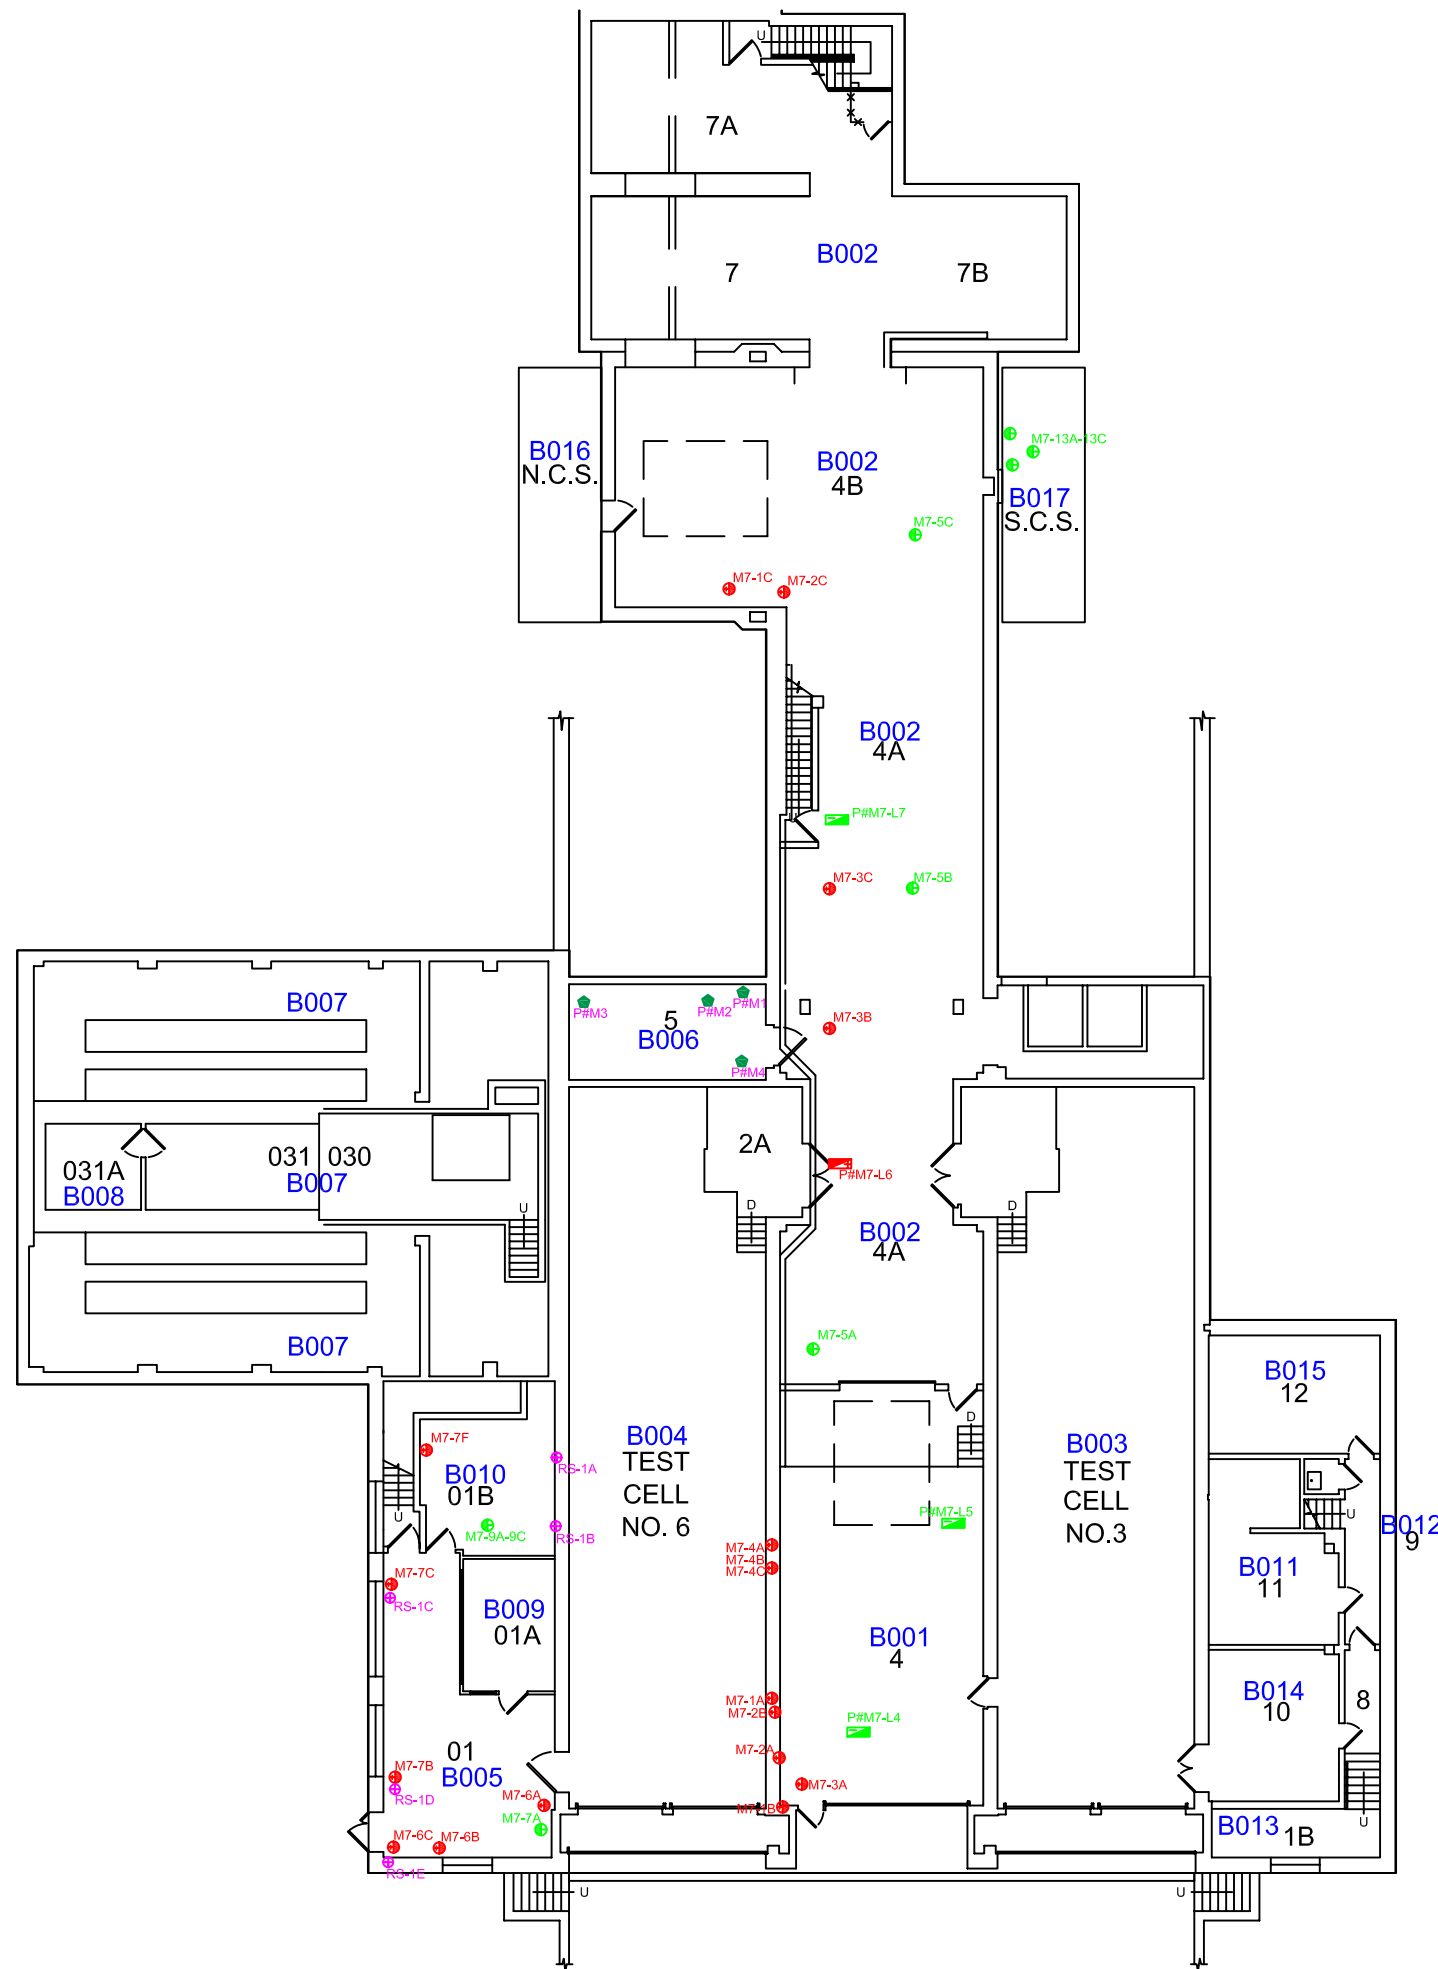 U
7A
B002
7
7B
B016
N.C.S.
B002
4B
M7-13A-13C
B017
S.C.S.
M7-5C
M7-1C
M7-2C
B002
4A
P#M7-L7
U
M7-3C
M7-5B
B007
P#M3
P#M2
P#M1
5
B006
M7-3B
P#M4
2A
031A
B008
031
030
B007
P#M7-L6
U
D
D
B002
4A
B007
M7-5A
B015
12
D
M7-7F
B010
01B
RS-1A
B004
TEST
CELL
NO. 6
B003
TEST
CELL
NO.3
U
M7-9A-9C
RS-1B
P#M7-L5
U
B012
9
M7-4A
M7-4B
M7-4C
M7-7C
RS-1C
B009
01A
B011
11
B001
4
M7-1A
M7-2B
P#M7-L4
B014
10
8
01
B005
M7-2A
M7-7B
RS-1D
M7-3A
M7-6A
M7-1B
M7-7A
U
B013
1B
M7-6C
M7-6B
RS-1E
U
U